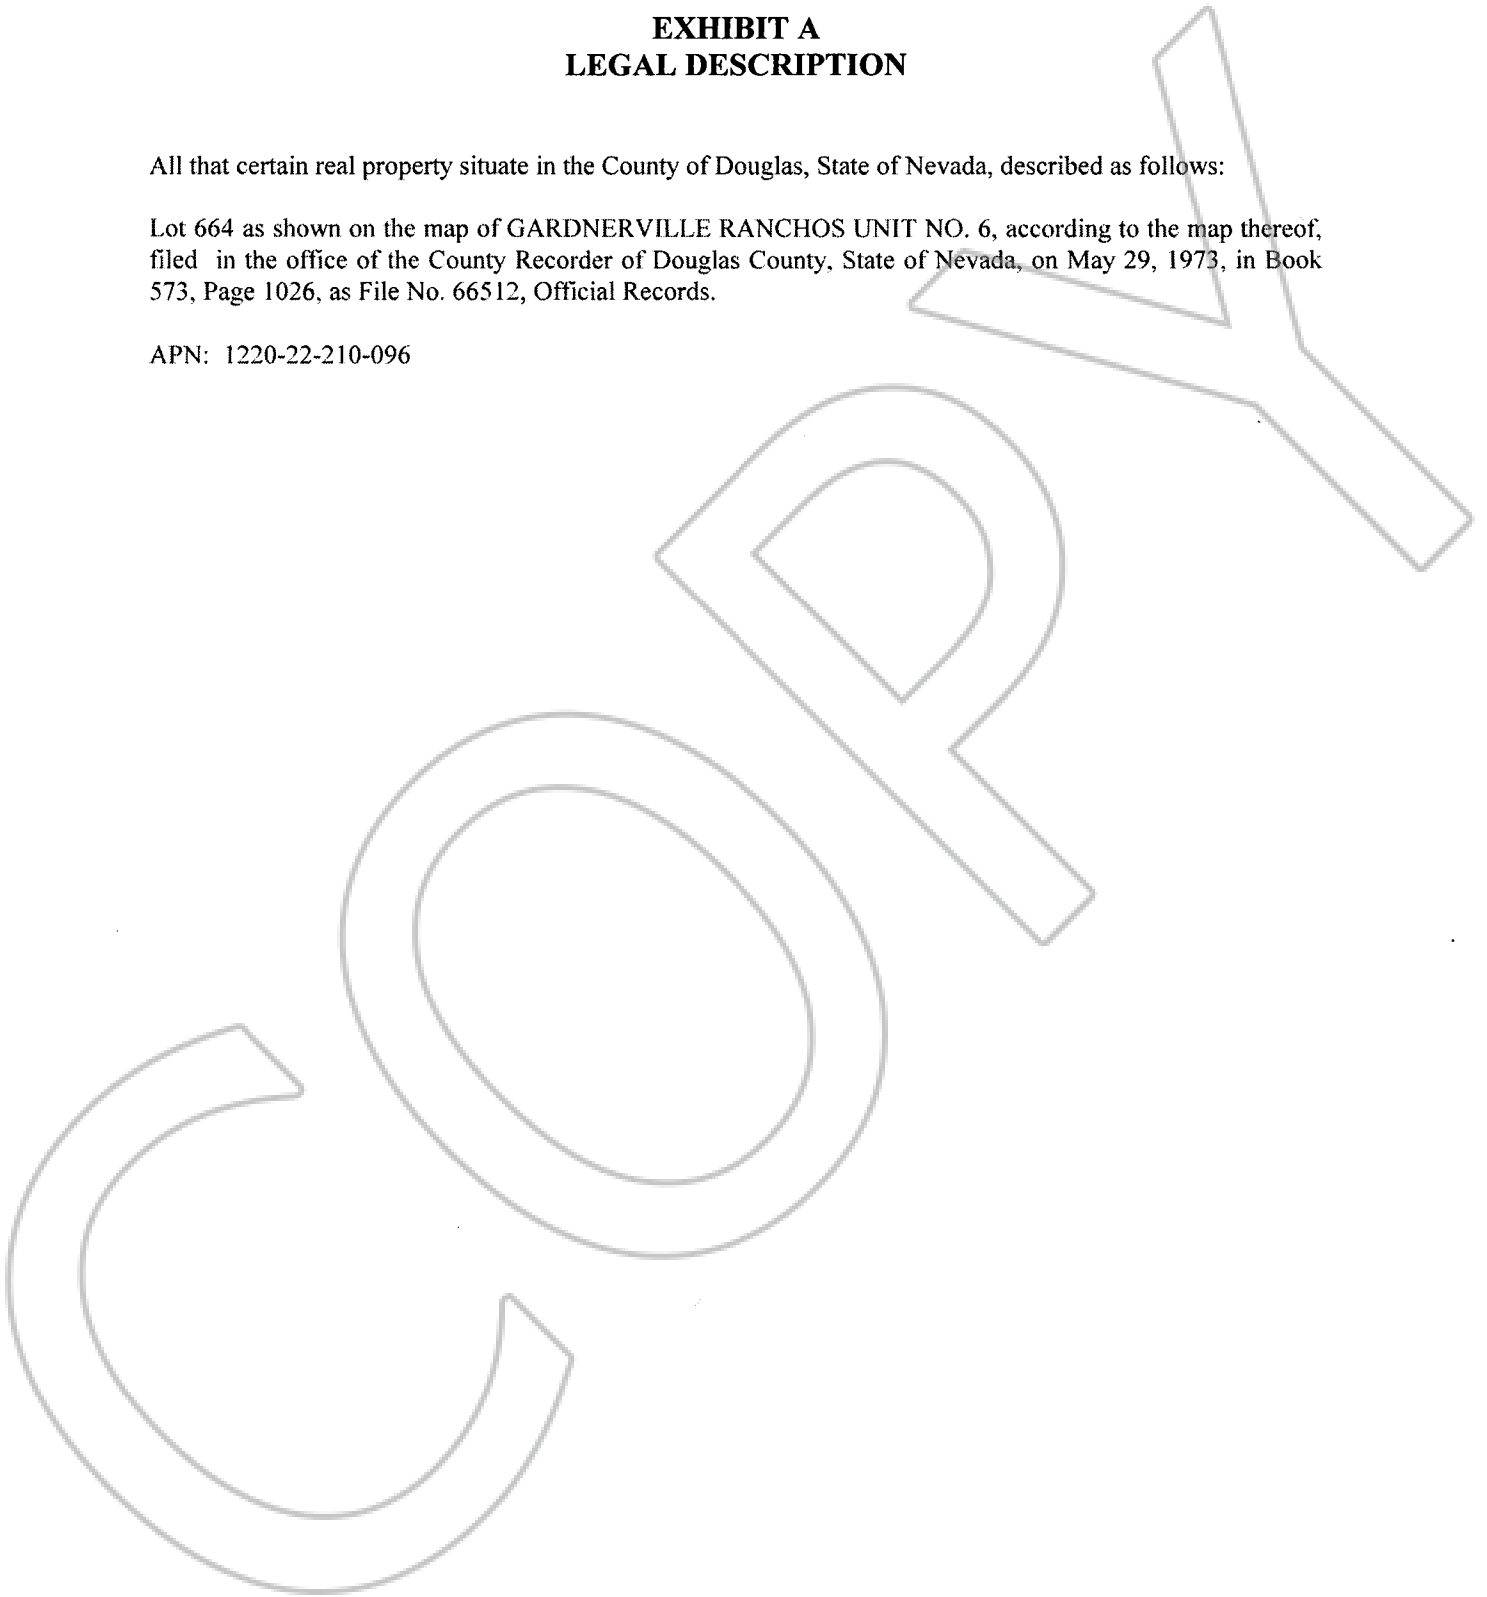 EXHIBIT A
LEGAL DESCRIPTION
All that certain real property situate in the County of Douglas, State of Nevada, described as follows:
Lot 664 as shown on the map of GARDNERVILLE RANCHOS UNIT NO. 6, according to the map thereof,
filed in the office of the County Recorder of Douglas County, State of Nevada, on May 29, 1973, in Book
573, Page 1026, as File No. 66512, Official Records.
APN: 1220-22-210-096
COPY